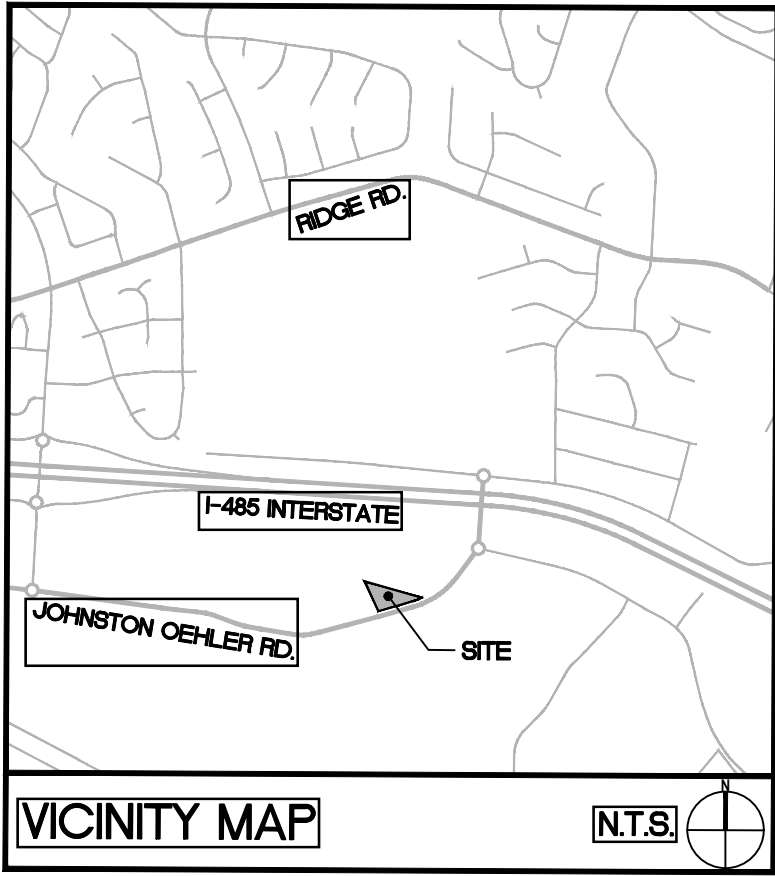 RIDGE RD.
I-485 INTERSTATE
JOHNSTON OEHLER RD.
SITE
VICINITY MAP
N.T.S.
N